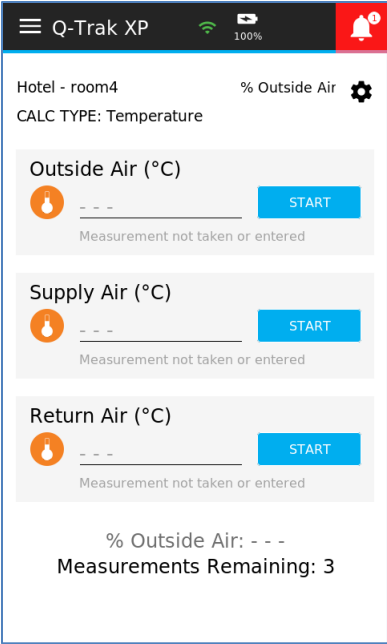 Q-Trak XP
100%
1
Hotel - room4
% Outside Air
CALC TYPE: Temperature
Outside Air (°C)
- - -
START
Measurement not taken or entered
Supply Air (°C)
- - -
START
Measurement not taken or entered
Return Air (°C)
- - -
START
Measurement not taken or entered
% Outside Air: - - -
Measurements Remaining: 3